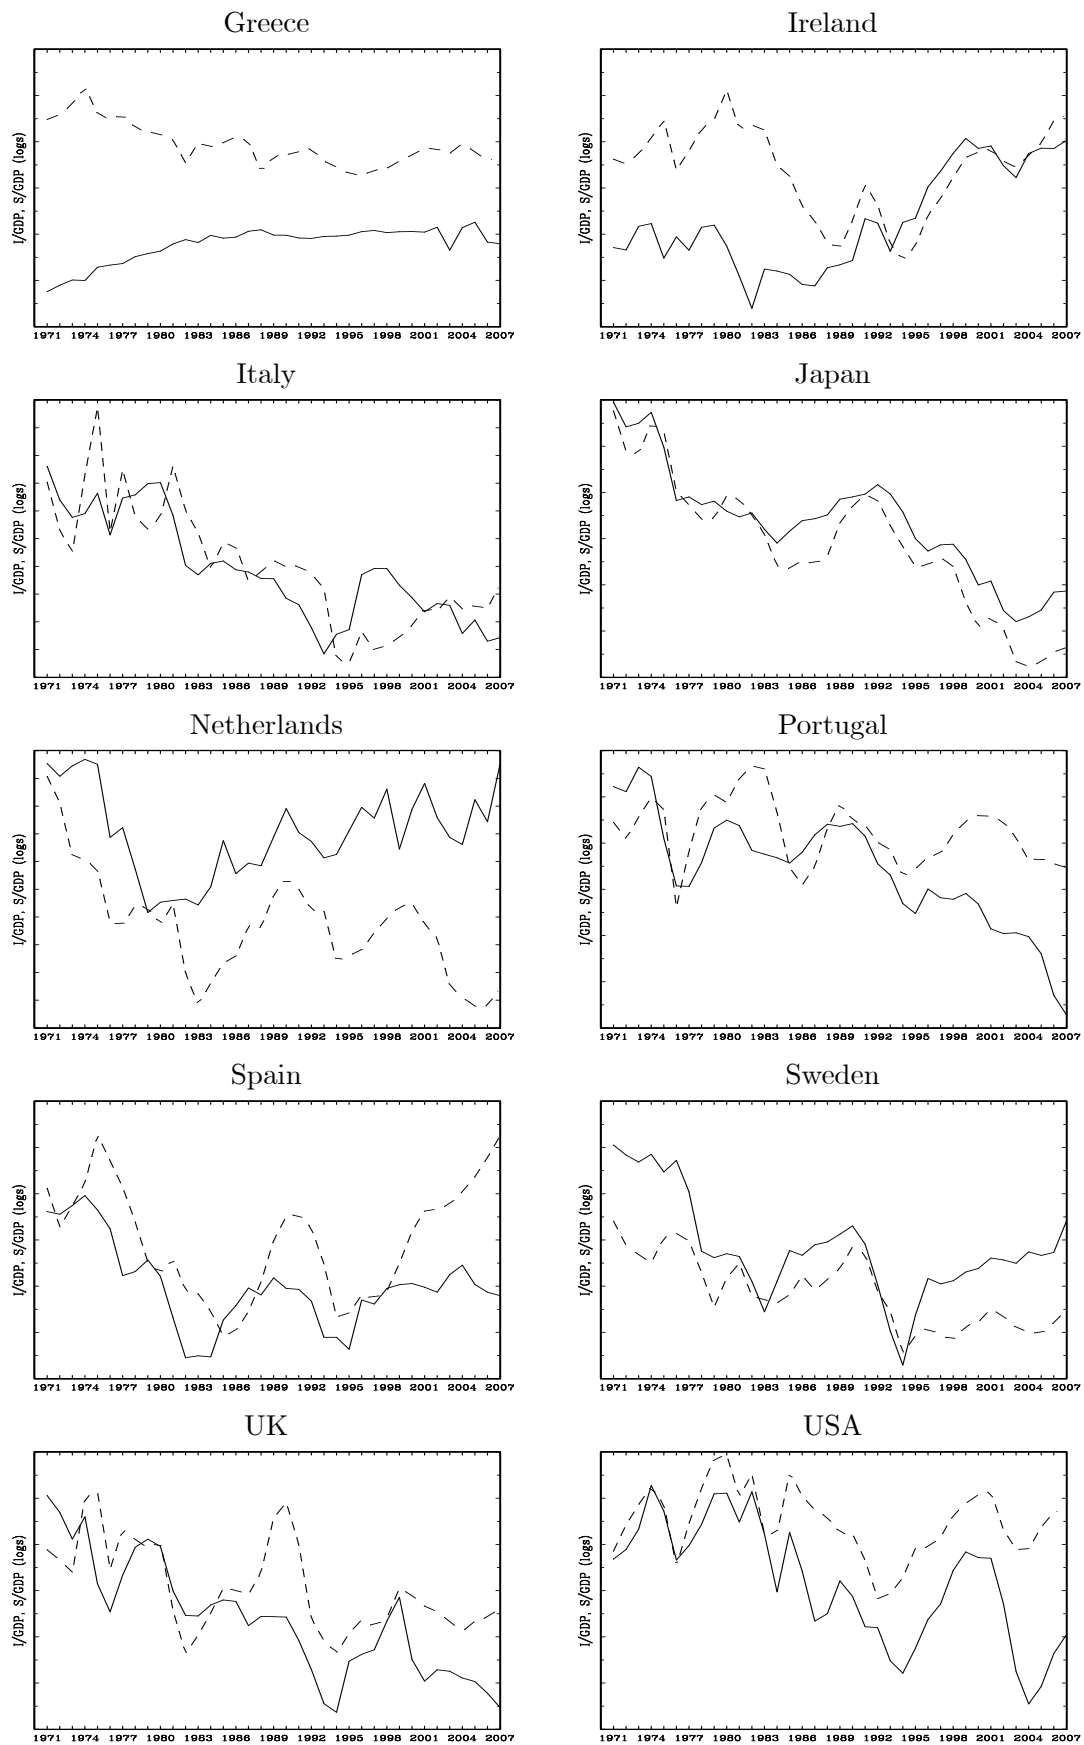 Greece Ireland
I/GDP, S/GDP (logs) I/GDP, S/GDP (logs)
1971 1974 1977 1980 1983 1986 1989 1992 1995 1998 2001 2004 2007 1971 1974 1977 1980 1983 1986 1989 1992 1995 1998 2001 2004 2007
Italy Japan
I/GDP, S/GDP (logs) I/GDP, S/GDP (logs)
1971 1974 1977 1980 1983 1986 1989 1992 1995 1998 2001 2004 2007 1971 1974 1977 1980 1983 1986 1989 1992 1995 1998 2001 2004 2007
Netherlands Portugal
I/GDP, S/GDP (logs) I/GDP, S/GDP (logs)
1971 1974 1977 1980 1983 1986 1989 1992 1995 1998 2001 2004 2007 1971 1974 1977 1980 1983 1986 1989 1992 1995 1998 2001 2004 2007
Spain Sweden
I/GDP, S/GDP (logs) I/GDP, S/GDP (logs)
1971 1974 1977 1980 1983 1986 1989 1992 1995 1998 2001 2004 2007 1971 1974 1977 1980 1983 1986 1989 1992 1995 1998 2001 2004 2007
UK USA
I/GDP, S/GDP (logs) I/GDP, S/GDP (logs)
1971 1974 1977 1980 1983 1986 1989 1992 1995 1998 2001 2004 2007 1971 1974 1977 1980 1983 1986 1989 1992 1995 1998 2001 2004 2007